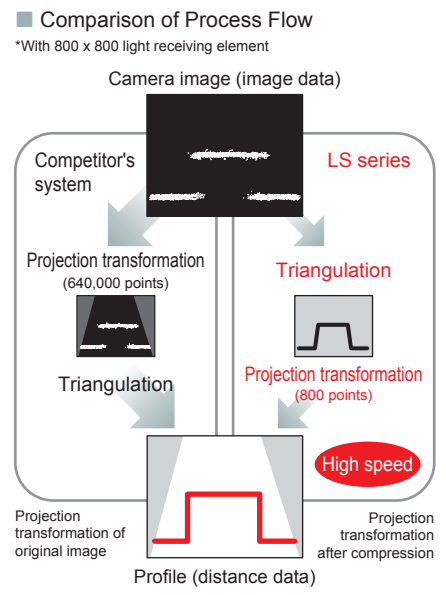 Comparison of Process Flow
*With 800 x 800 light receiving element
Camera image (image data)
Competitor's
system
LS series
Projection transformation
(640,000 points)
Triangulation
Triangulation
Projection transformation
(800 points)
High speed
Projection
transformation of
original image
Projection
transformation
after compression
Profile (distance data)